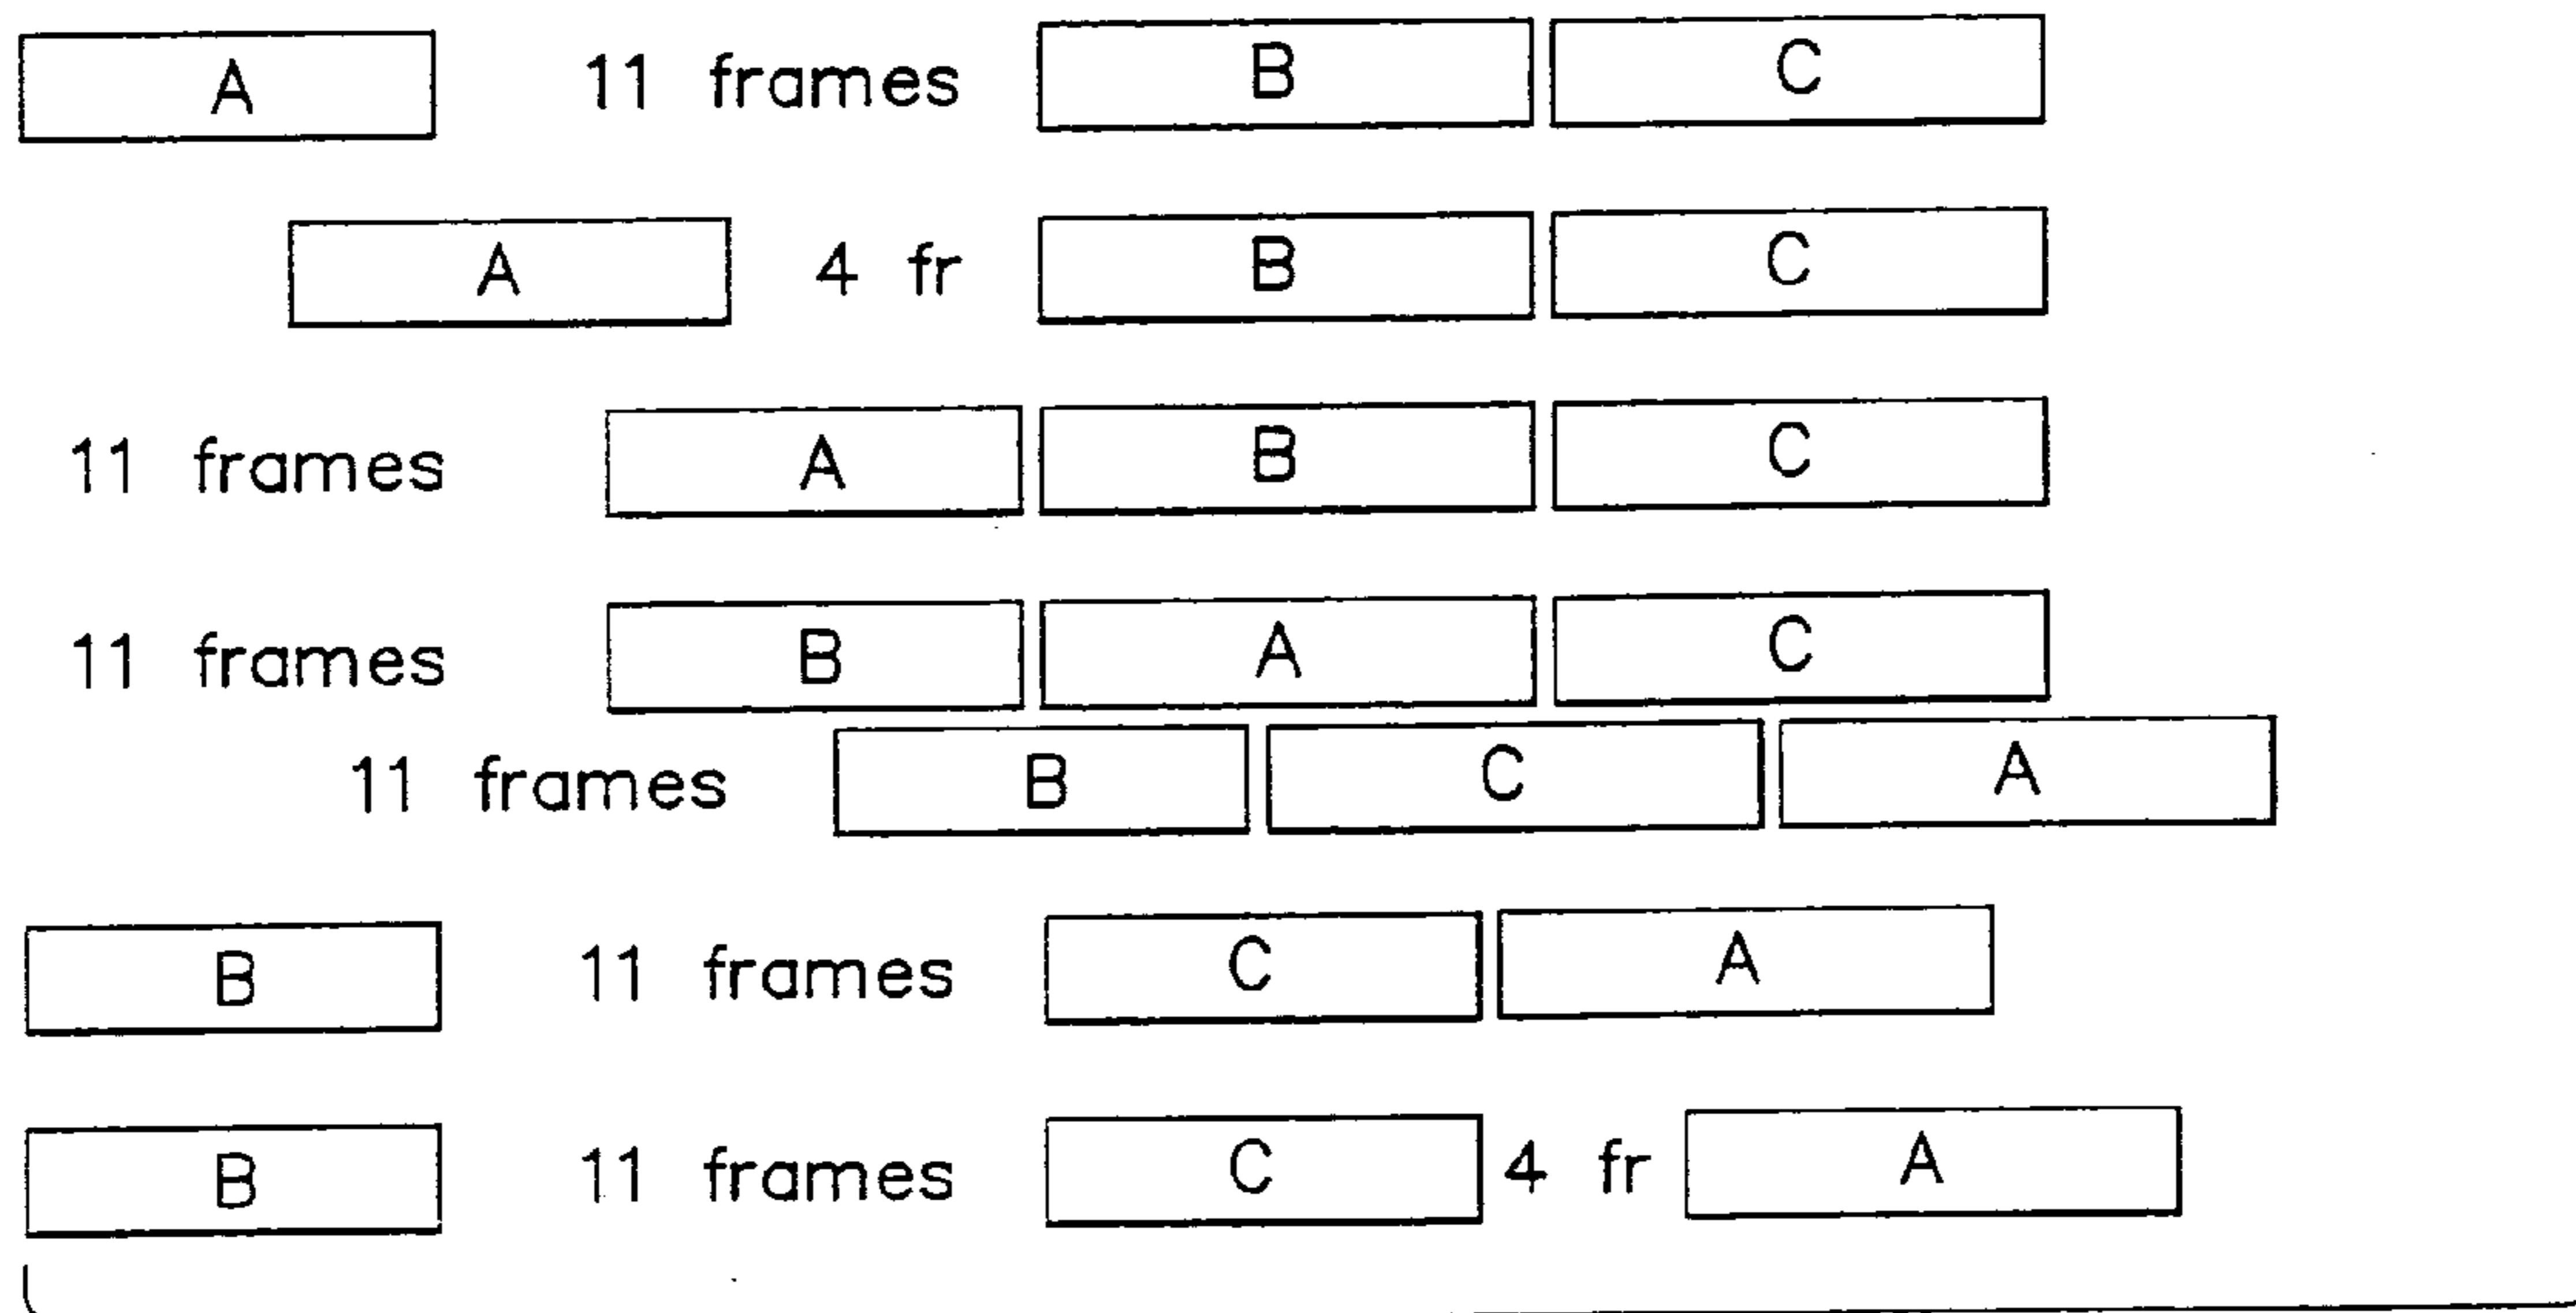 A 11 frames B C
A 4 fr B C
11 frames A B C
11 frames B A C
11 frames B C A
B 11 frames C A
B 11 frames C 4 fr A